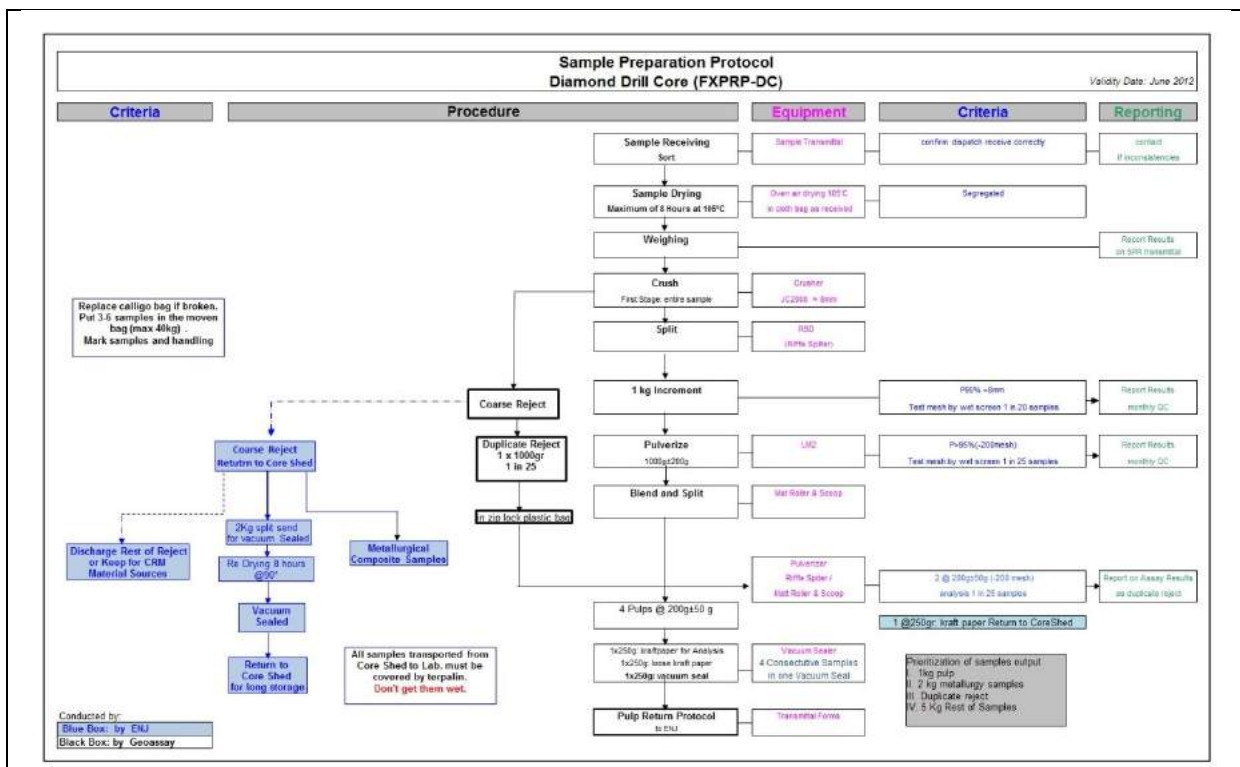 Sample Preparation Protocol
Diamond Drill Core (FXPRP-DC)
Validity Date: June 2012
Criteria
Procedure
Equipment
Criteria
Reporting
Sample Receiving
Sort
Sample Transmittal
confirm dispatch receive correctly
contact
if inconsistencies
Sample Drying
Maximum of 8 Hours at 105°C
Oven air drying 105°C
in cloth bag as received
Segregated
Weighing
Report Results
on SRR transmittal
Crush
First Stage: entire sample
Crusher
Split
(Riffle Splitter)
Replace calligo bag if broken.
Put 3-6 samples in the moven
bag (max 40kg) .
Mark samples and handling
1 kg Increment
Test mesh by wet screen 1 in 20 samples
Report Results
monthly QC
Coarse Reject
Pulverize
1000g±200g
LM2
P>95%(-200mesh)
Test mesh by wet screen 1 in 25 samples
Report Results
monthly QC
Duplicate Reject
1 x 1000gr
1 in 25
Coarse Reject
Retutrn to Core Shed
Blend and Split
Mat Roller & Scoop
in zip lock plastic bag
2Kg split send
for vacuum Sealed
Metallurgical
Composite Samples
Discharge Rest of Reject
or Keep for CRM
Material Sources
Re Drying 8 hours
@90°
Pulverizer
Riffle Spliter /
Matt Roller & Scoop
2 @ 200g±50g (-200 mesh)
analysis 1 in 25 samples
Report on Assay Results
as duplicate reject
4 Pulps @ 200g±50 g
1 @250gr: kraft paper Return to CoreShed
Vacuum
Sealed
1x250g: kraftpaper for Analysis
1x250g: loose kraft paper
1x250g: vacuum seal
Vacuum Sealer
4 Consecutive Samples
in one Vacuum Seal
All samples transported from
Core Shed to Lab. must be
covered by terpalin.
Don't get them wet.
Return to
Core Shed
for long storage
Prioritization of samples output
I. 1kg pulp
II. 2 kg metallurgy samples
III. Duplicate reject
IV. 5 Kg Rest of Samples
Pulp Return Protocol
to ENJ
Transmittal Forms
Conducted by:
Blue Box: by ENJ
Black Box: by Geoassay